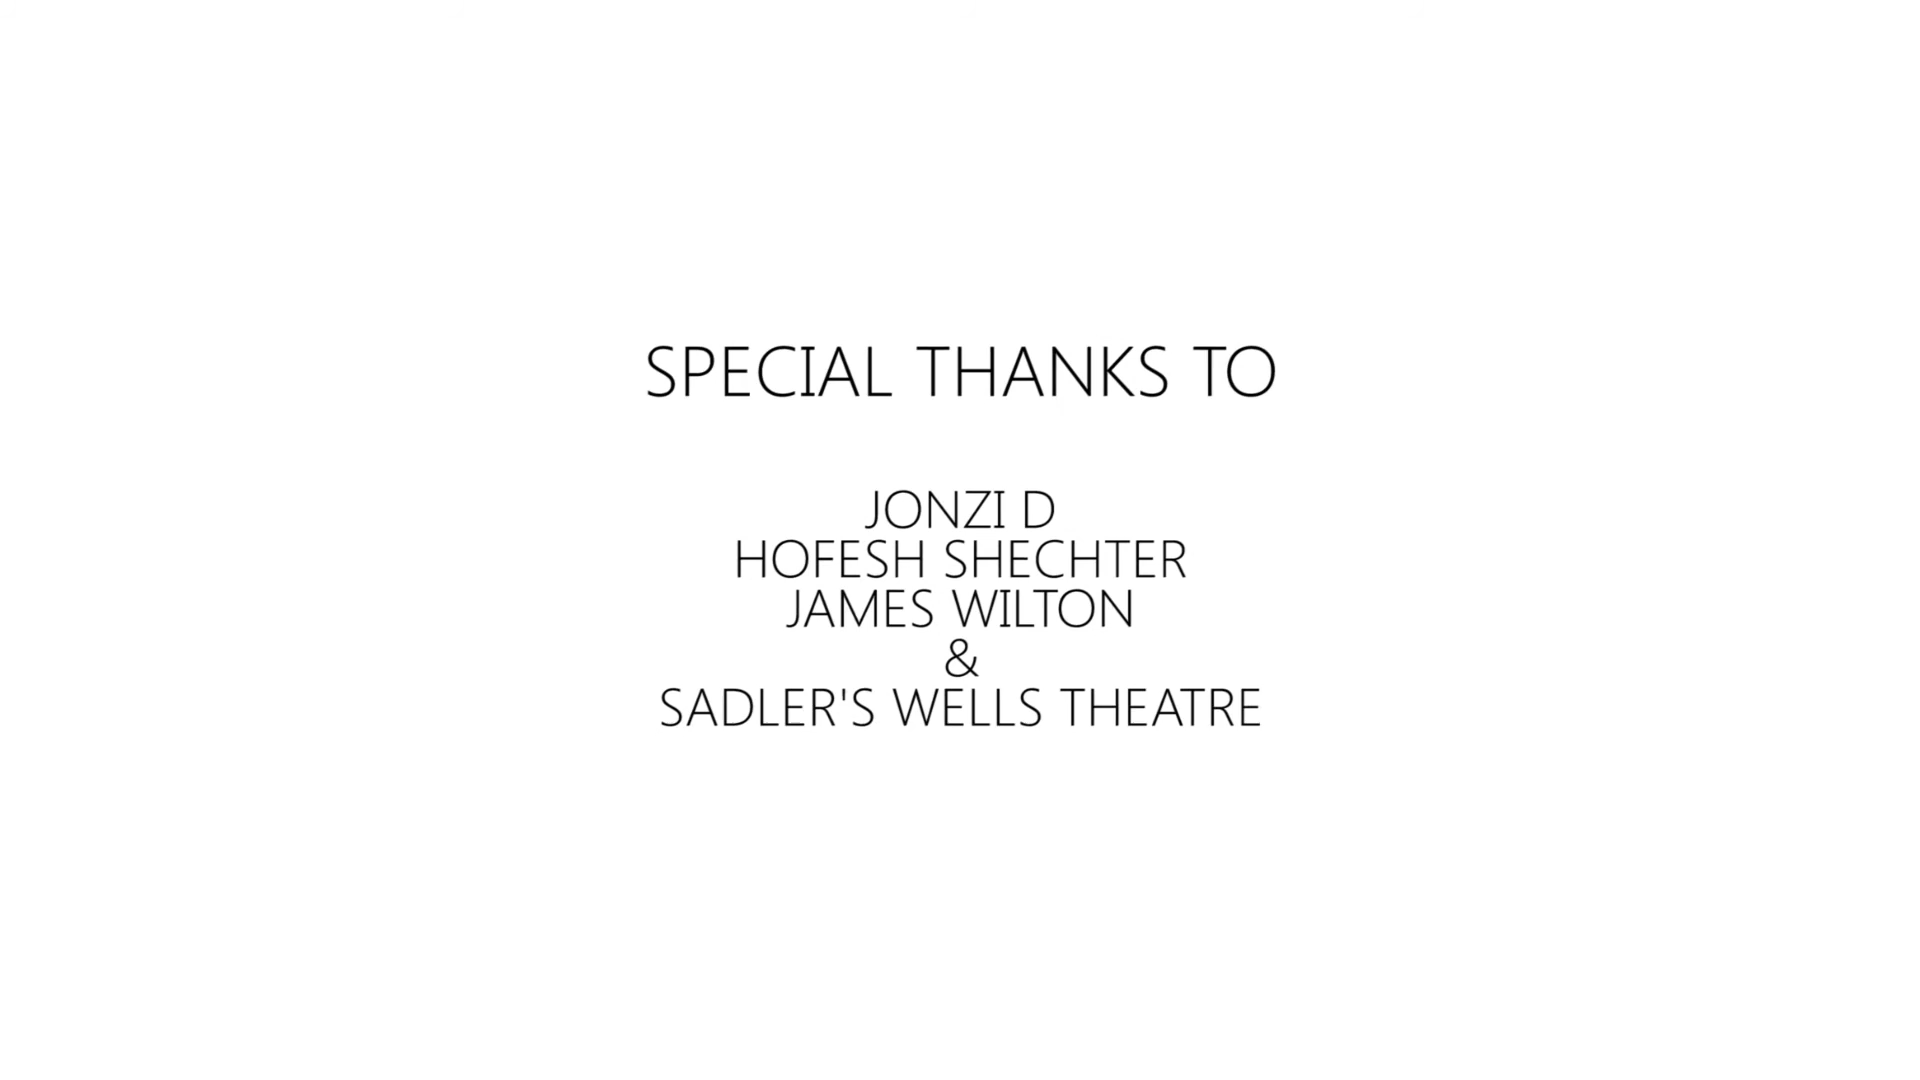 SPECIAL THANKS TO
JONZI D
HOFESH SHECHTER
JAMES WILTON
&
SADLER'S WELLS THEATRE